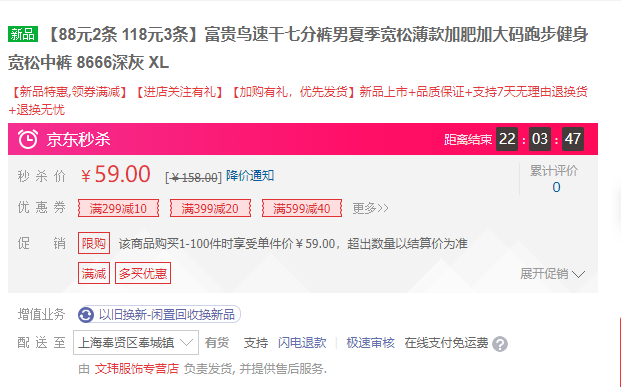 新品 【88元2条 118元3条】富贵鸟速干七分裤男夏季宽松薄款加肥加大码跑步健身
宽松中裤 8666深灰 XL
【新品特惠,领券满减】【进店关注有礼】【加购有礼，优先发货】新品上市+品质保证+支持7天无理由退换货
+退换无忧
京东秒杀 距离结束 22 : 03 : 47
秒 杀 价 ￥59.00 [￥158.00] 降价通知 累计评价
0
优 惠 券 满299减10 满399减20 满599减40 更多>>
促 销 限购 该商品购买1-100件时享受单件价￥59.00，超出数量以结算价为准
满减 多买优惠 展开促销
增值业务 以旧换新-闲置回收换新品
配 送 至 上海奉贤区奉城镇 有货 支持 闪电退款 | 极速审核 在线支付免运费 ?
由 文玮服饰专营店 负责发货, 并提供售后服务.